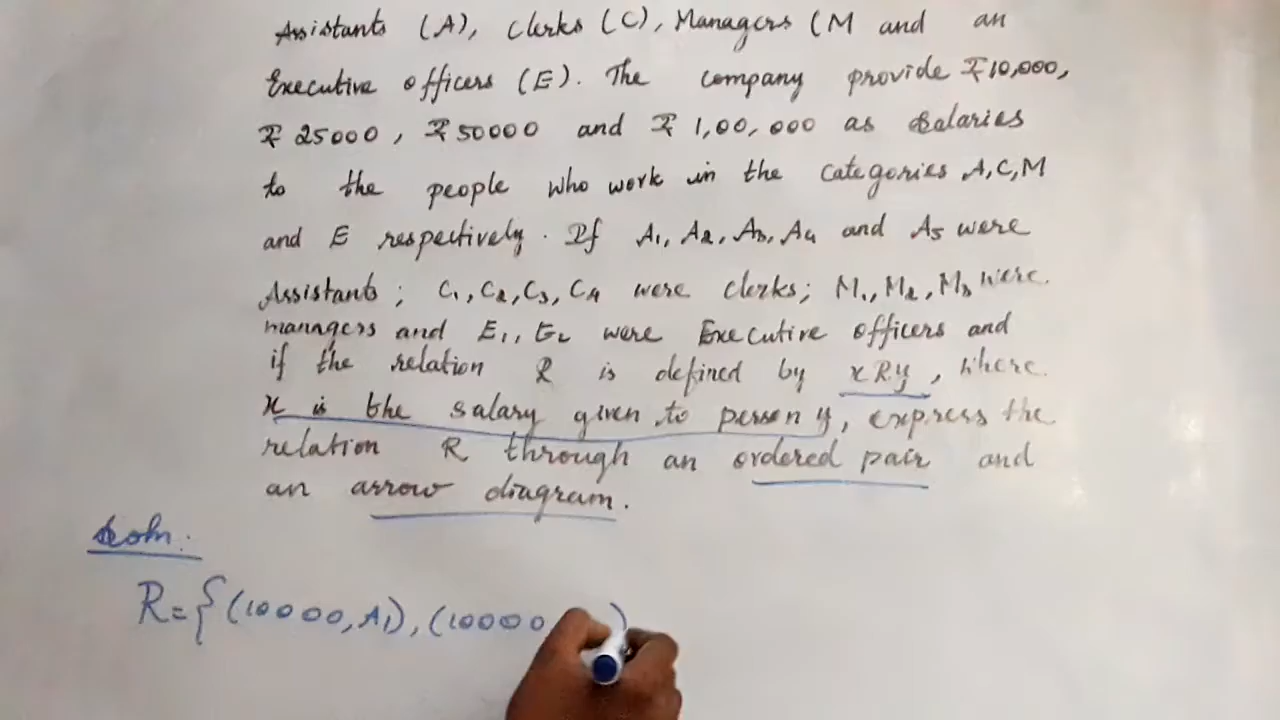 Assistants (A), Clerks (C), Managers (M and an
Executive officers (E). The company provide ₹10,000,
₹ 25000, ₹50000 and ₹ 1,00,000 as Salaries
to the people who work in the categories A,C,M
and E respectively. If A1, A2, A3, A4 and A5 were
Assistants; C1, C2, C3, C4 were clerks; M1, M2, M3 were.
managers and E1, E2 were Executive officers and
if the relation R is defined by xRy, where.
x is the salary given to person y, express the
relation R through an ordered pair and
an arrow diagram.
Soln:
R={(10000,A1),(10000 )